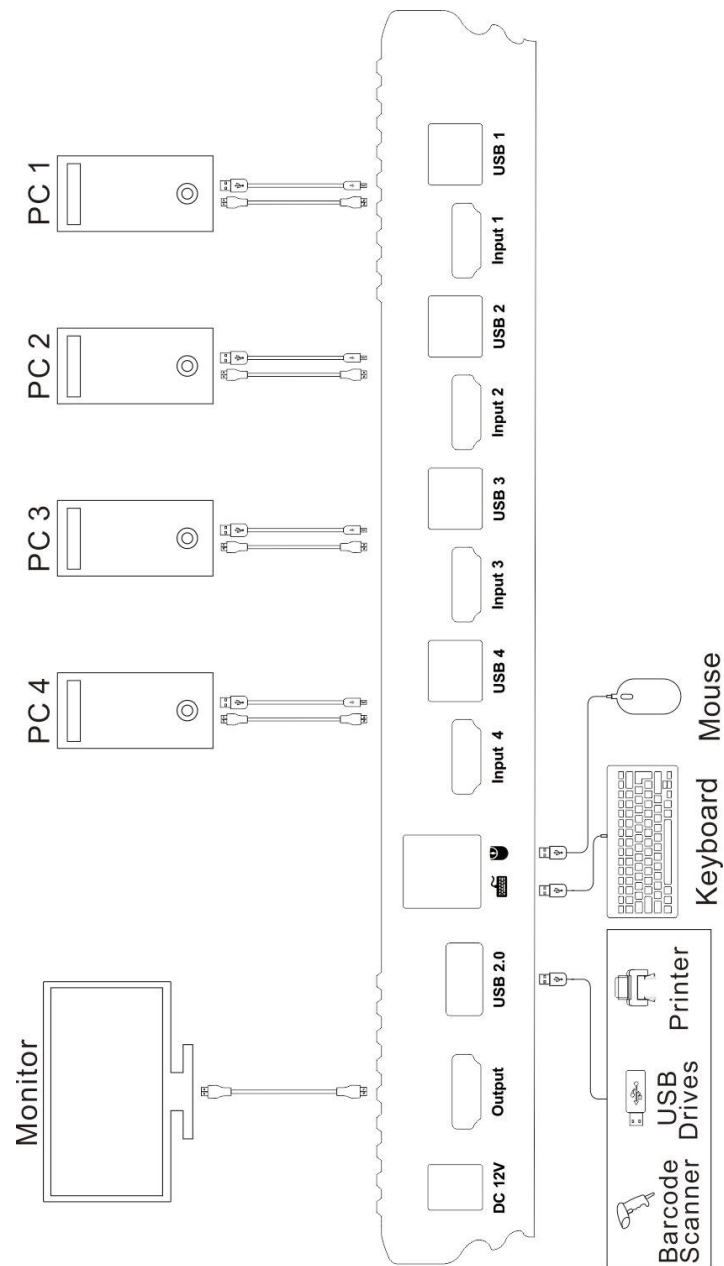 Monitor
PC 4
PC 3
PC 2
PC 1
DC 12V
Output
USB 2.0
Input 4
USB 4
Input 3
USB 3
Input 2
USB 2
Input 1
USB 1
Barcode
Scanner
USB
Drives
Printer
Keyboard
Mouse